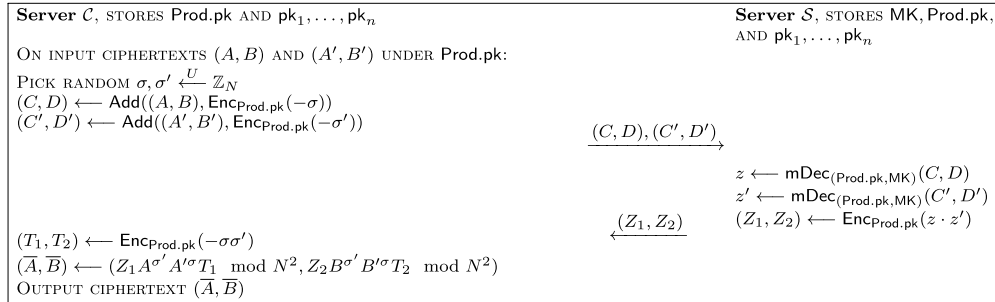 Server C, STORES Prod.pk AND pk₁, . . . , pkₙ
Server S, STORES MK, Prod.pk,
AND pk₁, . . . , pkₙ
ON INPUT CIPHERTEXTS (A, B) AND (A′, B′) UNDER Prod.pk:
PICK RANDOM σ, σ′ ←U– ℤ_N
(C, D) ⟵ Add((A, B), Enc_Prod.pk(−σ))
(C′, D′) ⟵ Add((A′, B′), Enc_Prod.pk(−σ′))
(C, D), (C′, D′)
z ⟵ mDec_(Prod.pk,MK)(C, D)
z′ ⟵ mDec_(Prod.pk,MK)(C′, D′)
(Z₁, Z₂)
(Z₁, Z₂) ⟵ Enc_Prod.pk(z · z′)
(T₁, T₂) ⟵ Enc_Prod.pk(−σσ′)
(A̅, B̅) ⟵ (Z₁A^σ′ A′^σ T₁ mod N², Z₂B^σ′ B′^σ T₂ mod N²)
OUTPUT CIPHERTEXT (A̅, B̅)